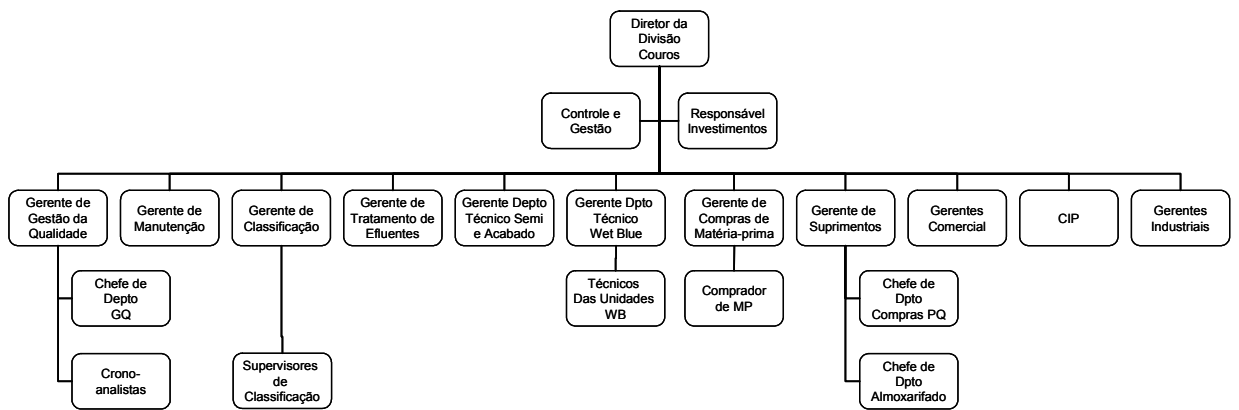 Diretor da
Divisão
Couros
Controle e
Gestão
Responsável
Investimentos
Gerente de
Gestão da
Qualidade
Gerente de
Manutenção
Gerente de
Classificação
Gerente de
Tratamento de
Efluentes
Gerente Depto
Técnico Semi
e Acabado
Gerente Dpto
Técnico
Wet Blue
Gerente de
Compras de
Matéria-prima
Gerente de
Suprimentos
Gerentes
Comercial
CIP
Gerentes
Industriais
Chefe de
Depto
GQ
Técnicos
Das Unidades
WB
Comprador
de MP
Chefe de
Dpto
Compras PQ
Crono-
analistas
Supervisores
de
Classificação
Chefe de
Dpto
Almoxarifado